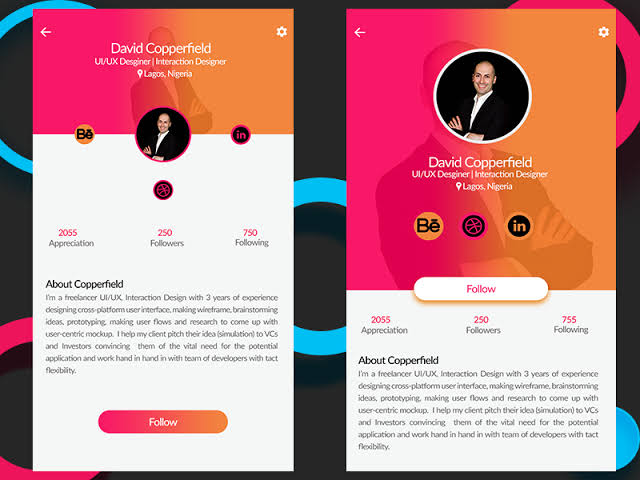 David Copperfield
UI/UX Desginer | Interaction Designer
Lagos, Nigeria
Bē
in
2055
250
750
Appreciation
Followers
Following
About Copperfield
I'm a freelancer UI/UX, Interaction Design with 3 years of experience
designing cross-platform user interface, making wireframe, brainstorming
ideas, prototyping, making user flows and research to come up with
user-centric mockup. I help my client pitch their idea (simulation) to VCs
and Investors convincing them of the vital need for the potential
application and work hand in hand in with team of developers with tact
flexibility.
Follow
David Copperfield
UI/UX Desginer | Interaction Designer
Lagos, Nigeria
Bē
in
Follow
2055
250
755
Appreciation
Followers
Following
About Copperfield
I'm a freelancer UI/UX, Interaction Design with 3 years of experience
designing cross-platform user interface, making wireframe, brainstorming
ideas, prototyping, making user flows and research to come up with
user-centric mockup. I help my client pitch their idea (simulation) to VCs
and Investors convincing them of the vital need for the potential
application and work hand in hand in with team of developers with tact
flexibility.